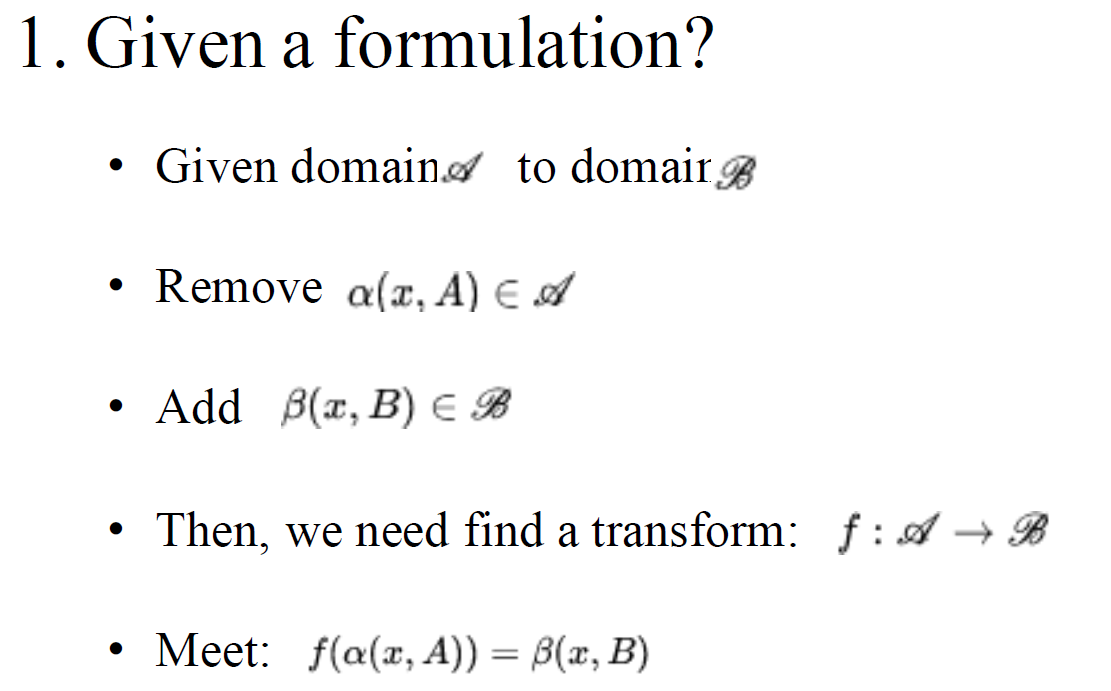 1. Given a formulation?
• Given domain 𝒜 to domain ℬ
• Remove α(x, A) ∈ 𝒜
• Add β(x, B) ∈ ℬ
• Then, we need find a transform: f : 𝒜 → ℬ
• Meet: f(α(x, A)) = β(x, B)